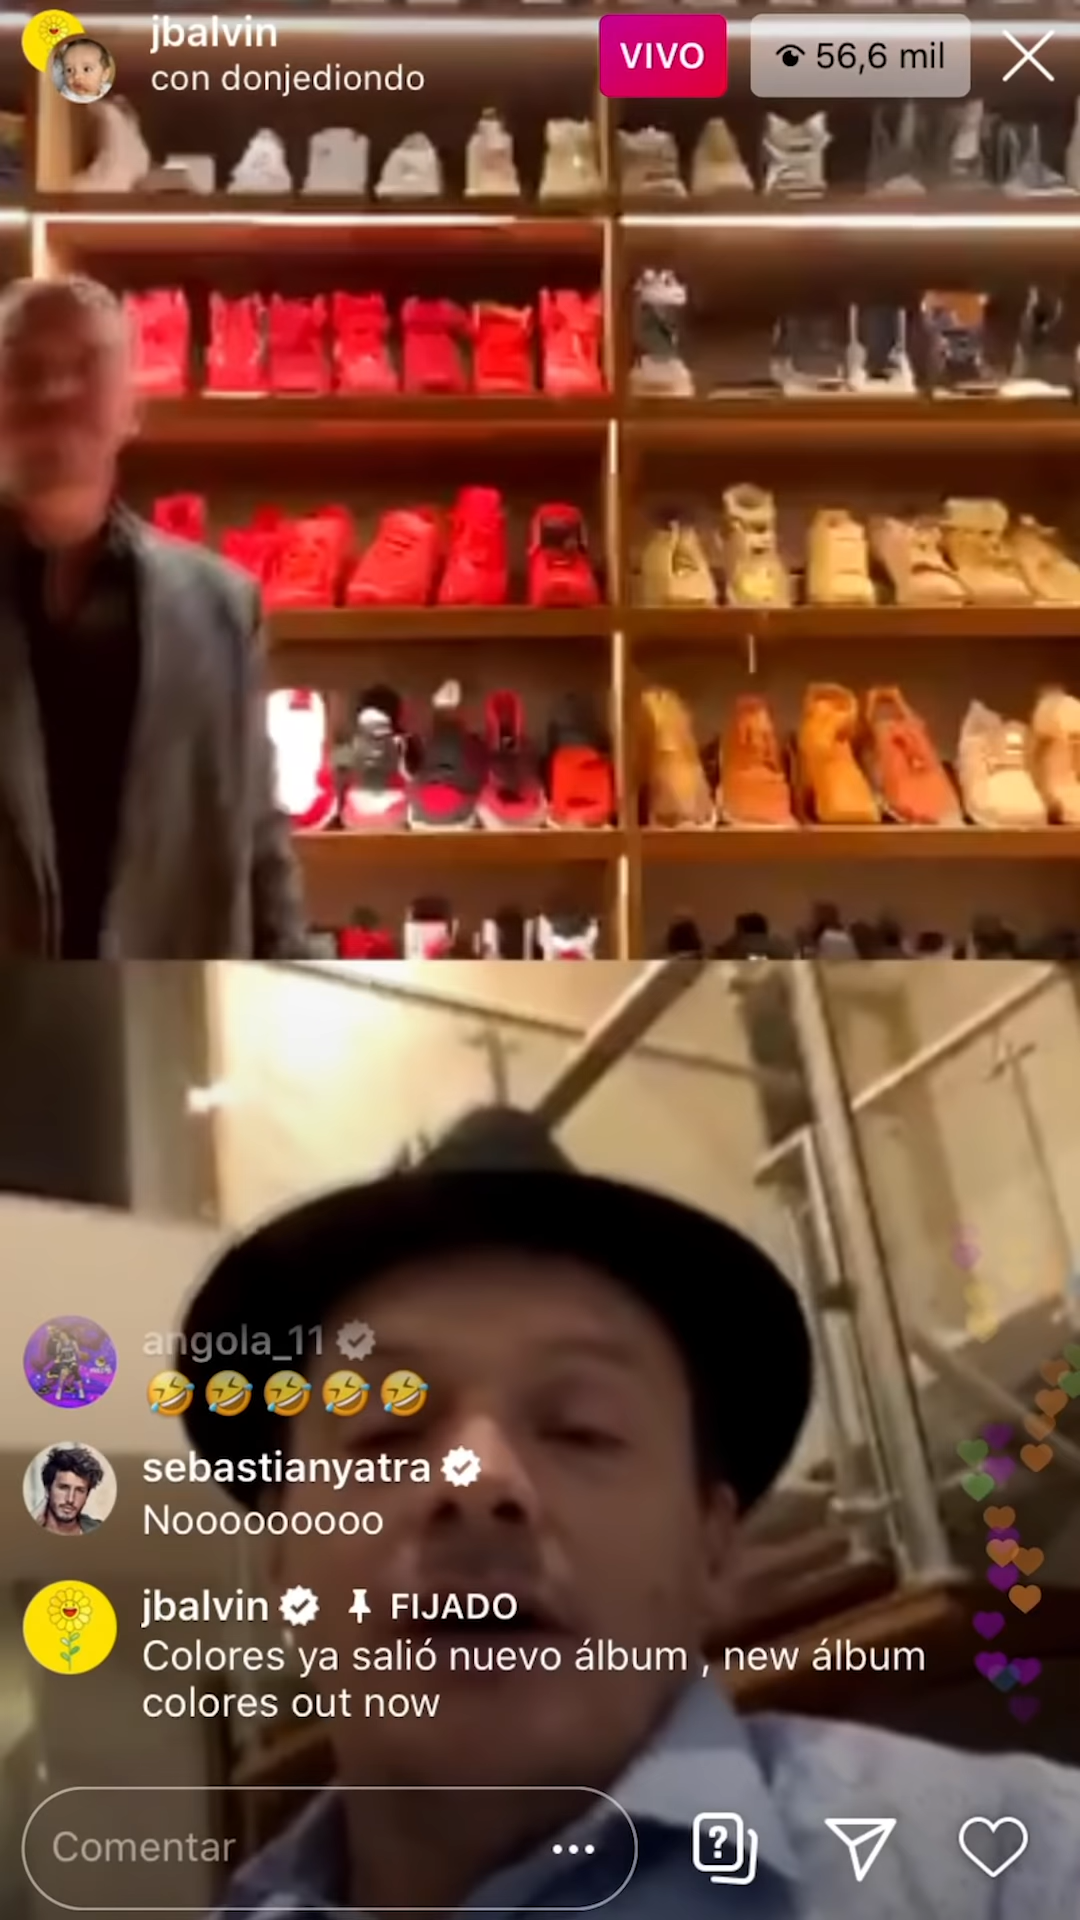 jbalvin
con donjediondo
VIVO
56,6 mil
angola_11
🤣🤣🤣🤣🤣
sebastianyatra
Nooooooooo
jbalvin FIJADO
Colores ya salió nuevo álbum , new álbum
colores out now
Comentar